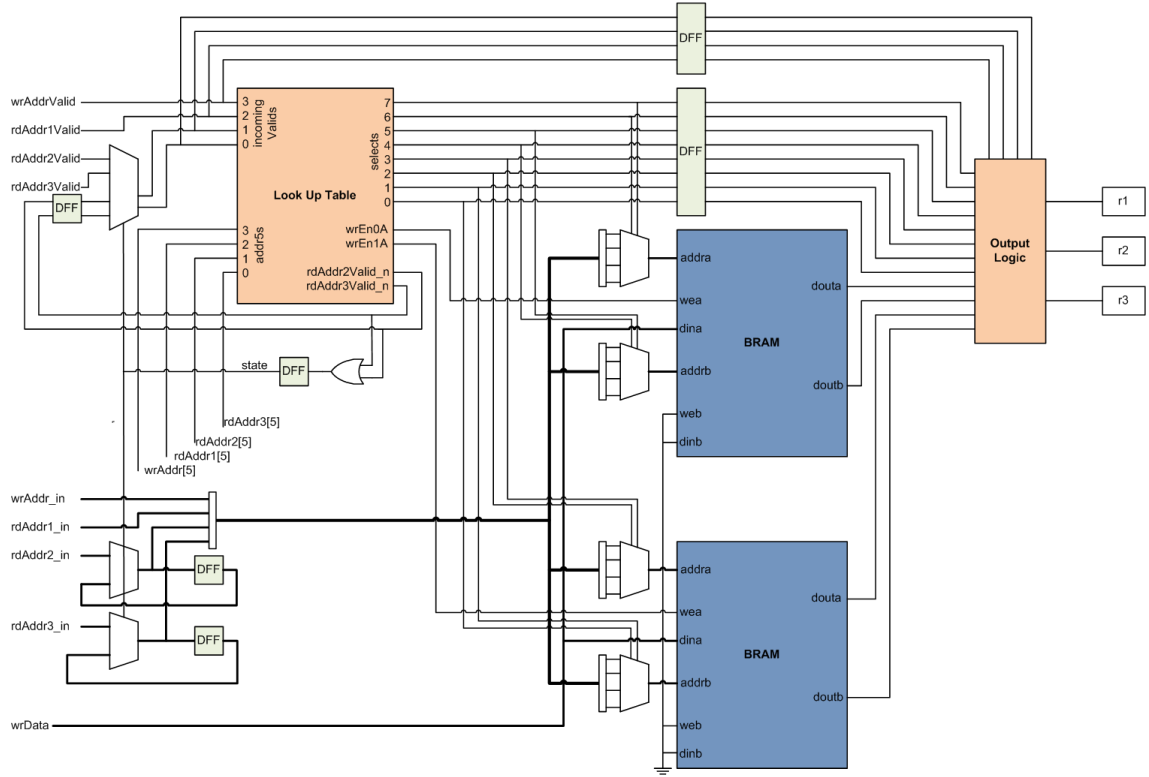 DFF
wrAddrValid
rdAddr1Valid
rdAddr2Valid
rdAddr3Valid
DFF
3
2
1
0
incoming
Valids
Look Up Table
3
2
1
0
addr5s
7
6
5
4
3
2
1
0
selects
wrEn0A
wrEn1A
rdAddr2Valid_n
rdAddr3Valid_n
DFF
state
DFF
rdAddr3[5]
rdAddr2[5]
rdAddr1[5]
wrAddr[5]
addra
wea
dina
addrb
web
dinb
BRAM
douta
doutb
Output
Logic
r1
r2
r3
wrAddr_in
rdAddr1_in
rdAddr2_in
DFF
rdAddr3_in
DFF
wrData
addra
wea
dina
addrb
web
dinb
BRAM
douta
doutb